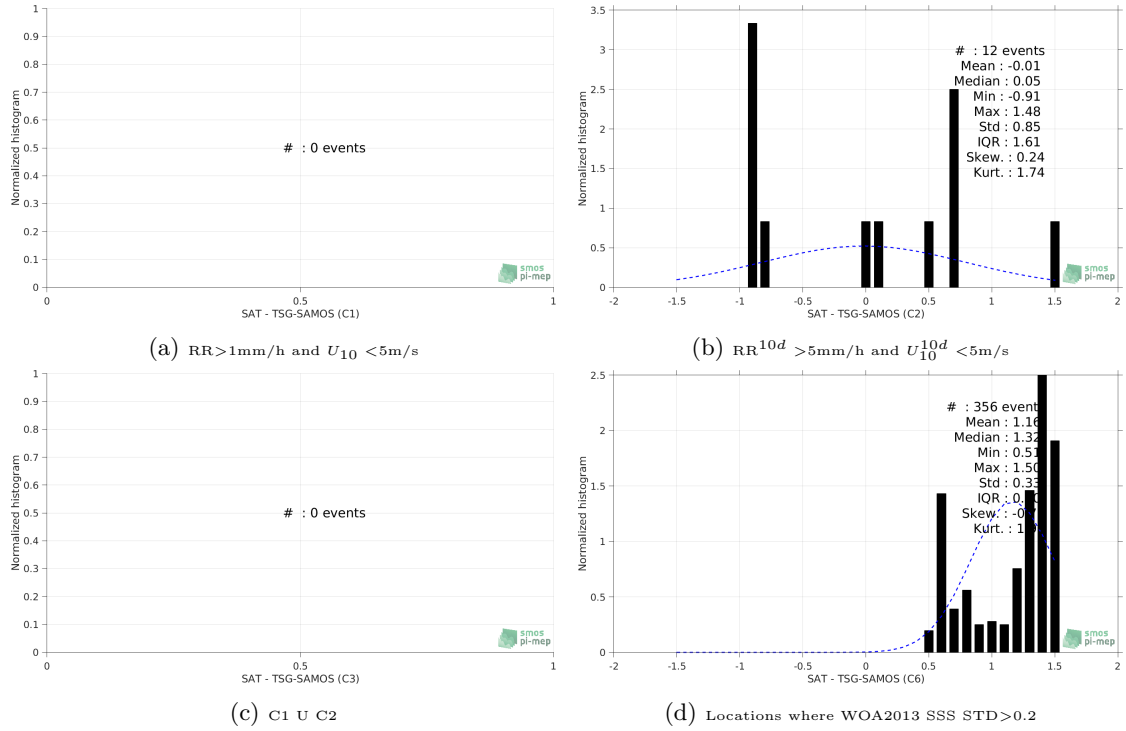 1
0.9
0.8
0.7
0.6
0.5
0.4
0.3
0.2
0.1
0
Normalized histogram
# : 0 events
smos
pi-mep
0 0.5 1
SAT - TSG-SAMOS (C1)
(a) RR>1mm/h and U10 <5m/s
3.5
3
2.5
2
1.5
1
0.5
0
Normalized histogram
# : 12 events
Mean : -0.01
Median : 0.05
Min : -0.91
Max : 1.48
Std : 0.85
IQR : 1.61
Skew. : 0.24
Kurt. : 1.74
smos
pi-mep
-2 -1.5 -1 -0.5 0 0.5 1 1.5 2
SAT - TSG-SAMOS (C2)
(b) RR10d >5mm/h and U10 10d <5m/s
1
0.9
0.8
0.7
0.6
0.5
0.4
0.3
0.2
0.1
0
Normalized histogram
# : 0 events
smos
pi-mep
0 0.5 1
SAT - TSG-SAMOS (C3)
(c) C1 U C2
2.5
2
1.5
1
0.5
0
Normalized histogram
# : 356 events
Mean : 1.16
Median : 1.32
Min : 0.51
Max : 1.50
Std : 0.33
IQR :
Skew. :
Kurt. :
smos
pi-mep
-2 -1.5 -1 -0.5 0 0.5 1 1.5 2
SAT - TSG-SAMOS (C6)
(d) Locations where WOA2013 SSS STD>0.2